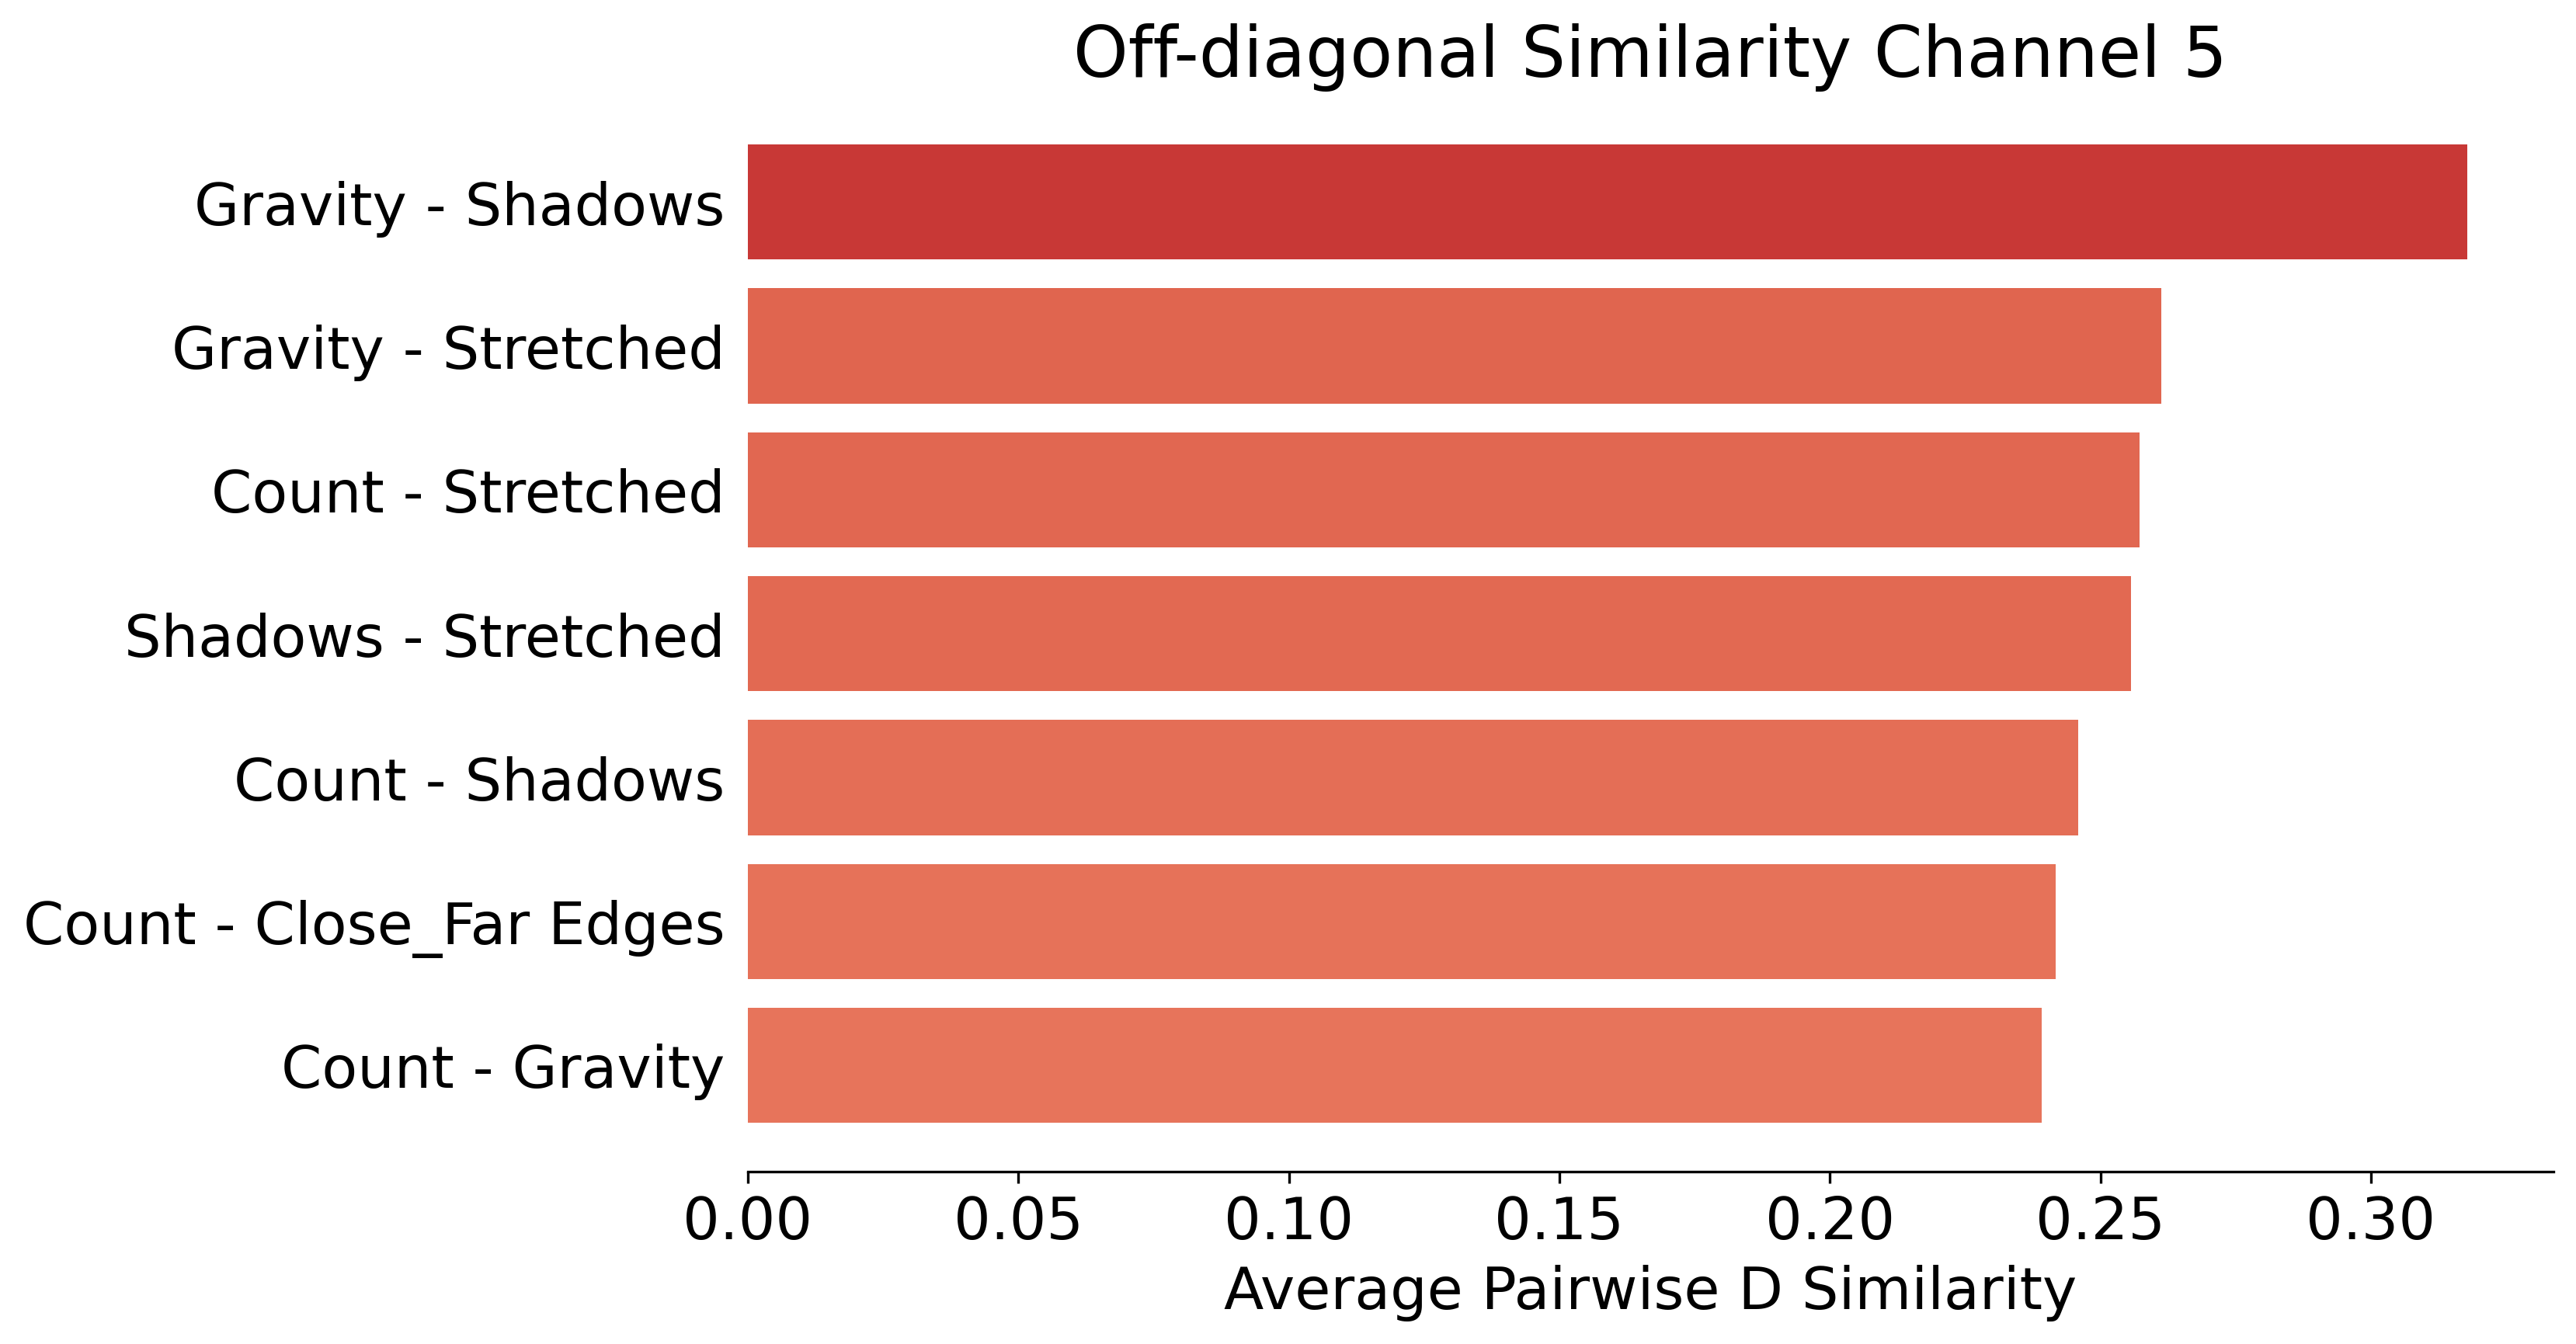 Off-diagonal Similarity Channel 5
Gravity - Shadows
Gravity - Stretched
Count - Stretched
Shadows - Stretched
Count - Shadows
Count - Close_Far Edges
Count - Gravity
0.00 0.05 0.10 0.15 0.20 0.25 0.30
Average Pairwise D Similarity